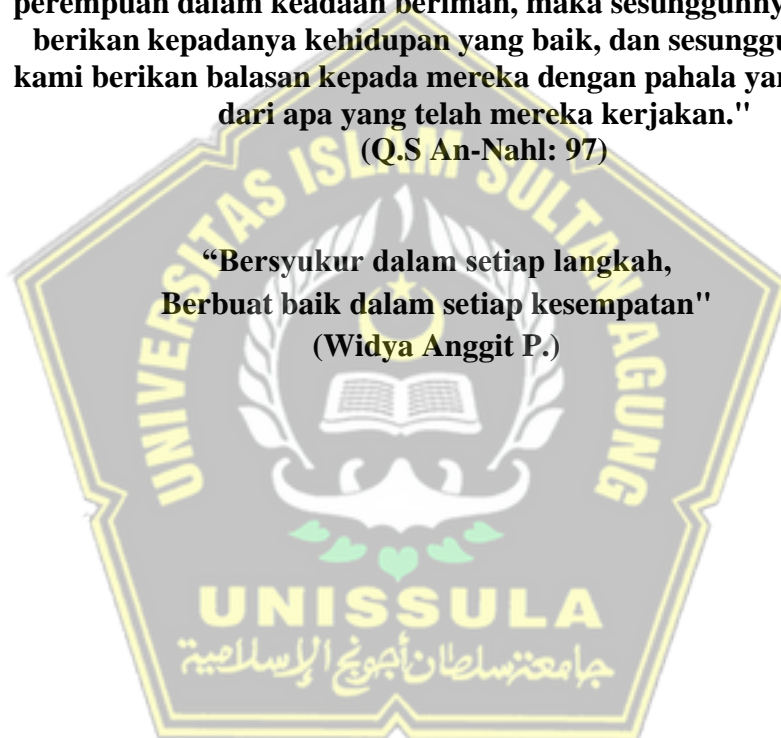 perempuan dalam keadaan beriman, maka sesungguhny
berikan kepadanya kehidupan yang baik, dan sesunggu
kami berikan balasan kepada mereka dengan pahala yan
dari apa yang telah mereka kerjakan."
(Q.S An-Nahl: 97)
UNIVERSITAS ISLAM SULTAN AGUNG
“Bersyukur dalam setiap langkah,
Berbuat baik dalam setiap kesempatan"
(Widya Anggit P.)
UNISSULA
جامعة سلطان أجونج الإسلامية